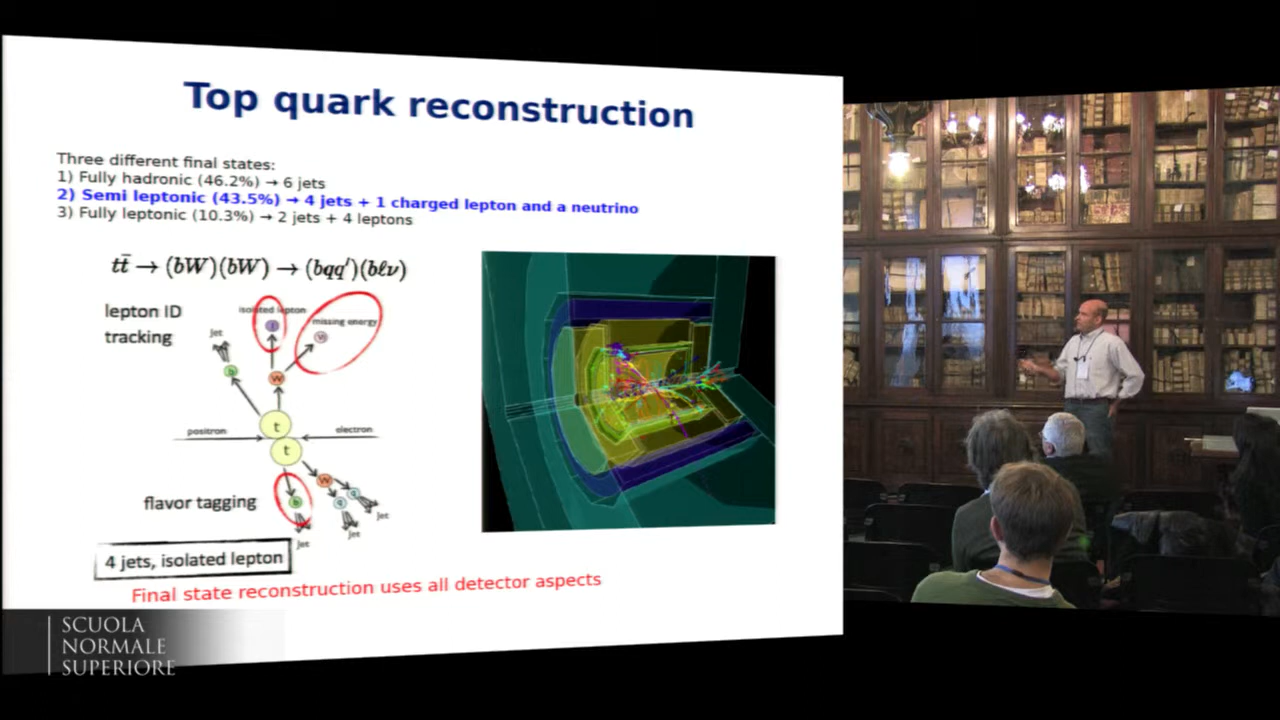 Top quark reconstruction
Three different final states:
1) Fully hadronic (46.2%) → 6 jets
2) Semi leptonic (43.5%) → 4 jets + 1 charged lepton and a neutrino
3) Fully leptonic (10.3%) → 2 jets + 4 leptons
tt̄ → (bW)(bW) → (bqq')(bℓν)
lepton ID
tracking
isolated lepton
missing energy
l
νl
Jet
b
W
t
positron
electron
t
W
flavor tagging
b
q
q
Jet
Jet
Jet
4 jets, isolated lepton
Final state reconstruction uses all detector aspects
SCUOLA
NORMALE
SUPERIORE